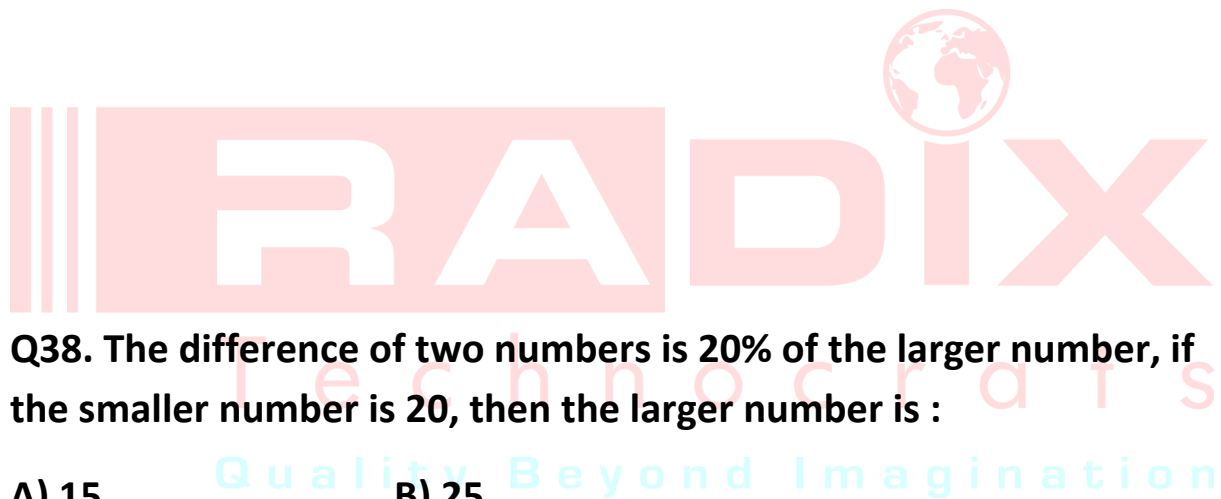 RADIX
Technocrats
Q38. The difference of two numbers is 20% of the larger number, if
the smaller number is 20, then the larger number is :
Quality Beyond Imagination
A) 15 B) 25